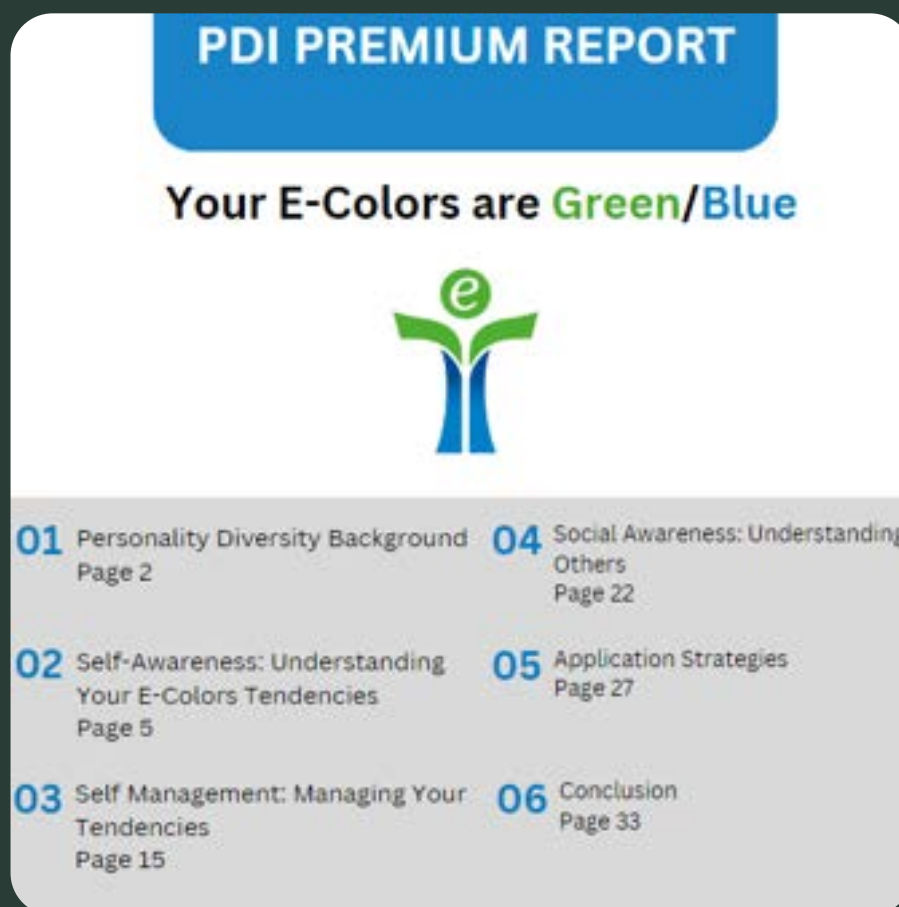 PDI PREMIUM REPORT
Your E-Colors are Green/Blue
e
01 Personality Diversity Background
Page 2
02 Self-Awareness: Understanding
Your E-Colors Tendencies
Page 5
03 Self Management: Managing Your
Tendencies
Page 15
04 Social Awareness: Understanding
Others
Page 22
05 Application Strategies
Page 27
06 Conclusion
Page 33